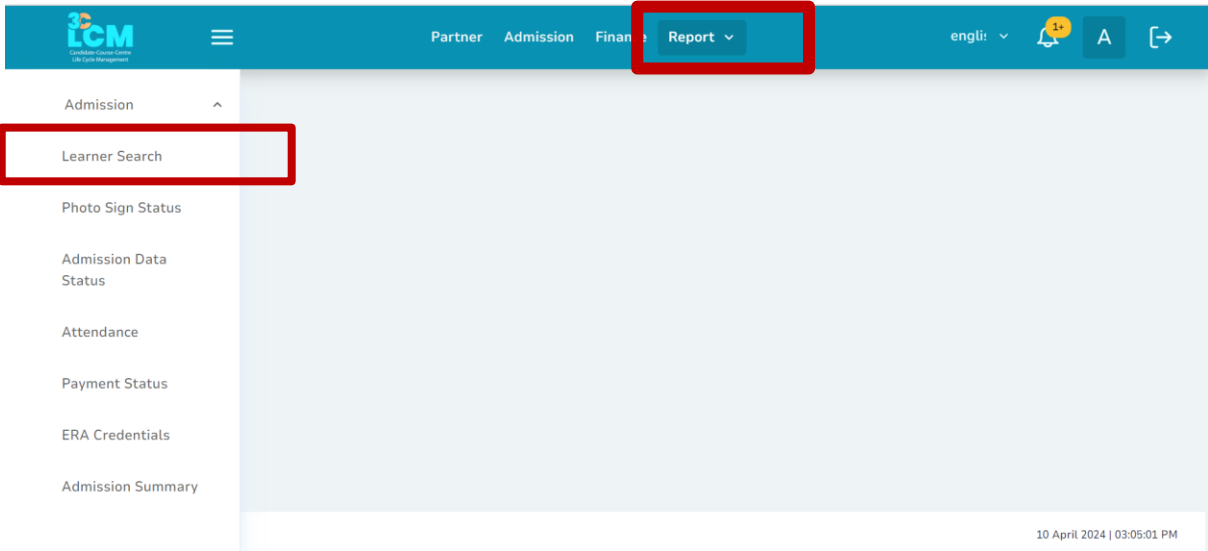 3C
LCM
Candidate-Course-Centre
Life Cycle Management
Partner Admission Finance Report
englis
1+
A
Admission
Learner Search
Photo Sign Status
Admission Data
Status
Attendance
Payment Status
ERA Credentials
Admission Summary
10 April 2024 | 03:05:01 PM